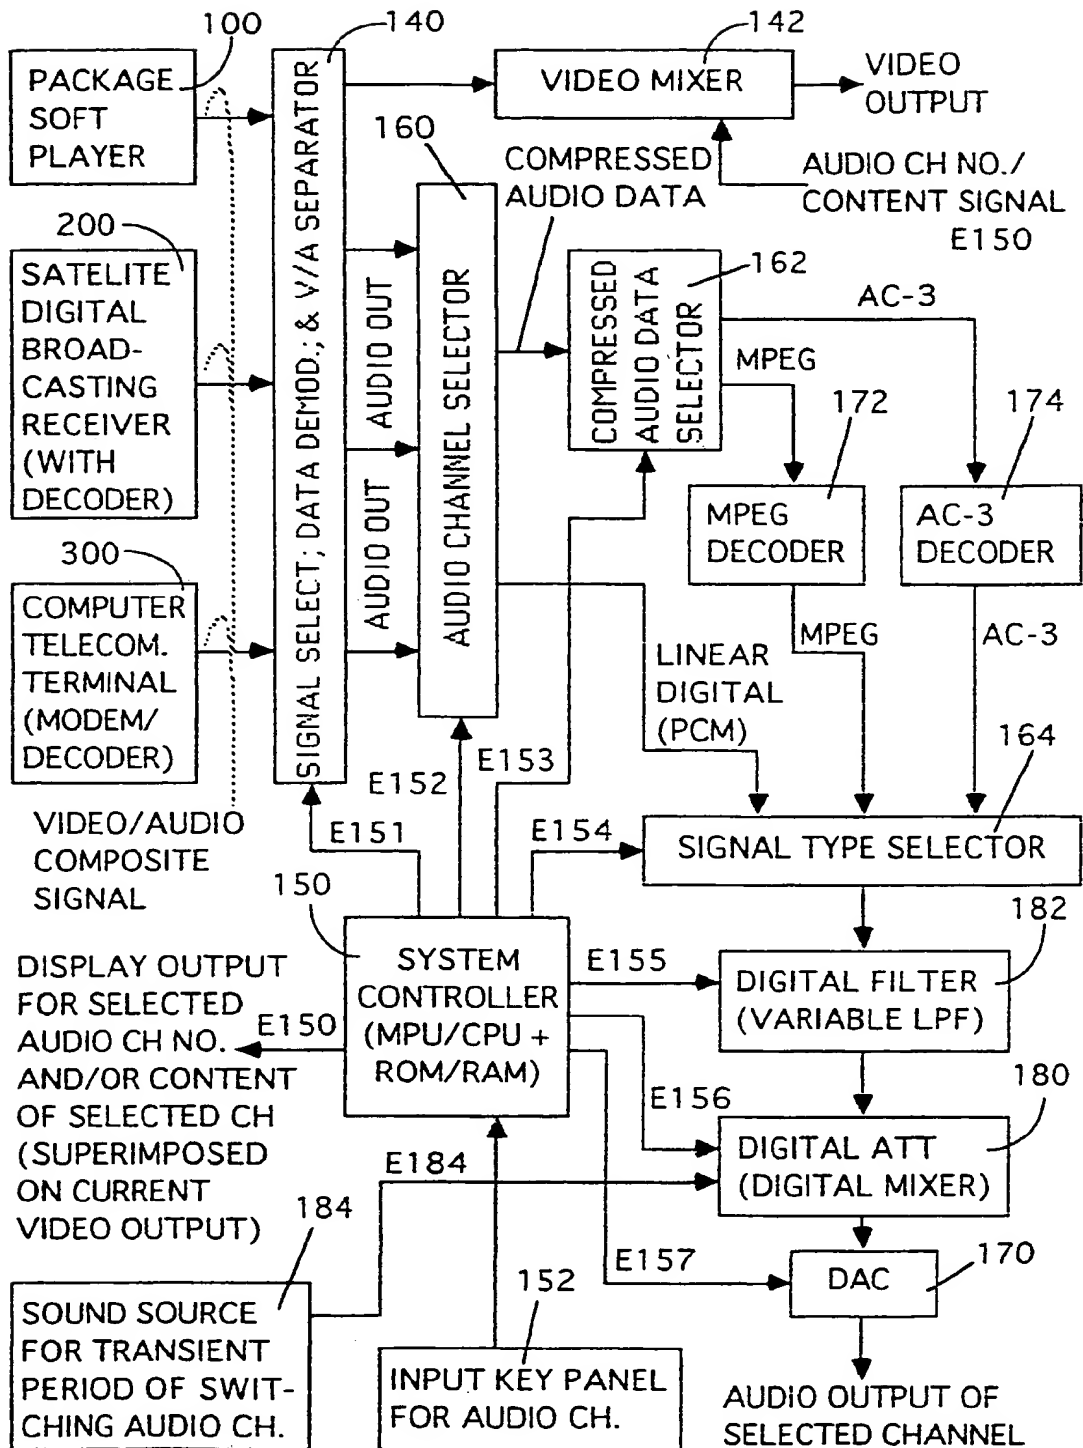 100
140
142
PACKAGE
SOFT
PLAYER
SIGNAL SELECT; DATA DEMOD.; & V/A SEPARATOR
VIDEO MIXER
VIDEO
OUTPUT
160
COMPRESSED
AUDIO DATA
AUDIO CH NO./
CONTENT SIGNAL
E150
200
SATELITE
DIGITAL
BROAD-
CASTING
RECEIVER
(WITH
DECODER)
AUDIO OUT
AUDIO OUT
AUDIO CHANNEL SELECTOR
COMPRESSED
AUDIO DATA
SELECTOR
162
AC-3
MPEG
172
174
MPEG
DECODER
AC-3
DECODER
300
COMPUTER
TELECOM.
TERMINAL
(MODEM/
DECODER)
MPEG
AC-3
LINEAR
DIGITAL
(PCM)
164
E152
E153
VIDEO/AUDIO
COMPOSITE
SIGNAL
E151
E154
SIGNAL TYPE SELECTOR
150
182
DISPLAY OUTPUT
FOR SELECTED
AUDIO CH NO.
AND/OR CONTENT
OF SELECTED CH
(SUPERIMPOSED
ON CURRENT
VIDEO OUTPUT)
E150
SYSTEM
CONTROLLER
(MPU/CPU +
ROM/RAM)
E155
DIGITAL FILTER
(VARIABLE LPF)
E156
180
DIGITAL ATT
(DIGITAL MIXER)
E184
184
E157
DAC
170
152
SOUND SOURCE
FOR TRANSIENT
PERIOD OF SWIT-
CHING AUDIO CH.
INPUT KEY PANEL
FOR AUDIO CH.
AUDIO OUTPUT OF
SELECTED CHANNEL